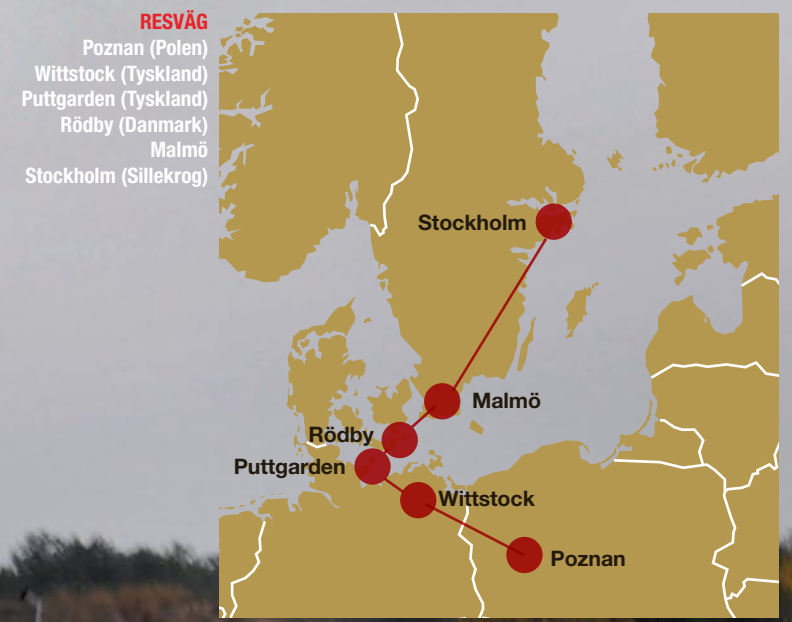 RESVÄG
Poznan (Polen)
Wittstock (Tyskland)
Puttgarden (Tyskland)
Rödby (Danmark)
Malmö
Stockholm (Sillekrog)
Stockholm
Malmö
Rödby
Puttgarden
Wittstock
Poznan